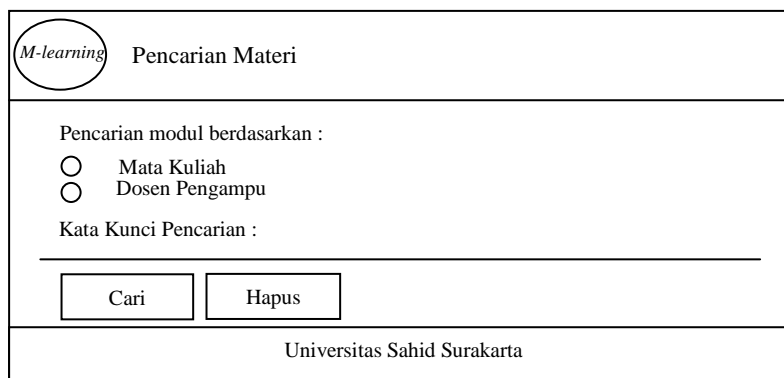 M-learning
Pencarian Materi
Pencarian modul berdasarkan :
Mata Kuliah
Dosen Pengampu
Kata Kunci Pencarian :
Cari
Hapus
Universitas Sahid Surakarta